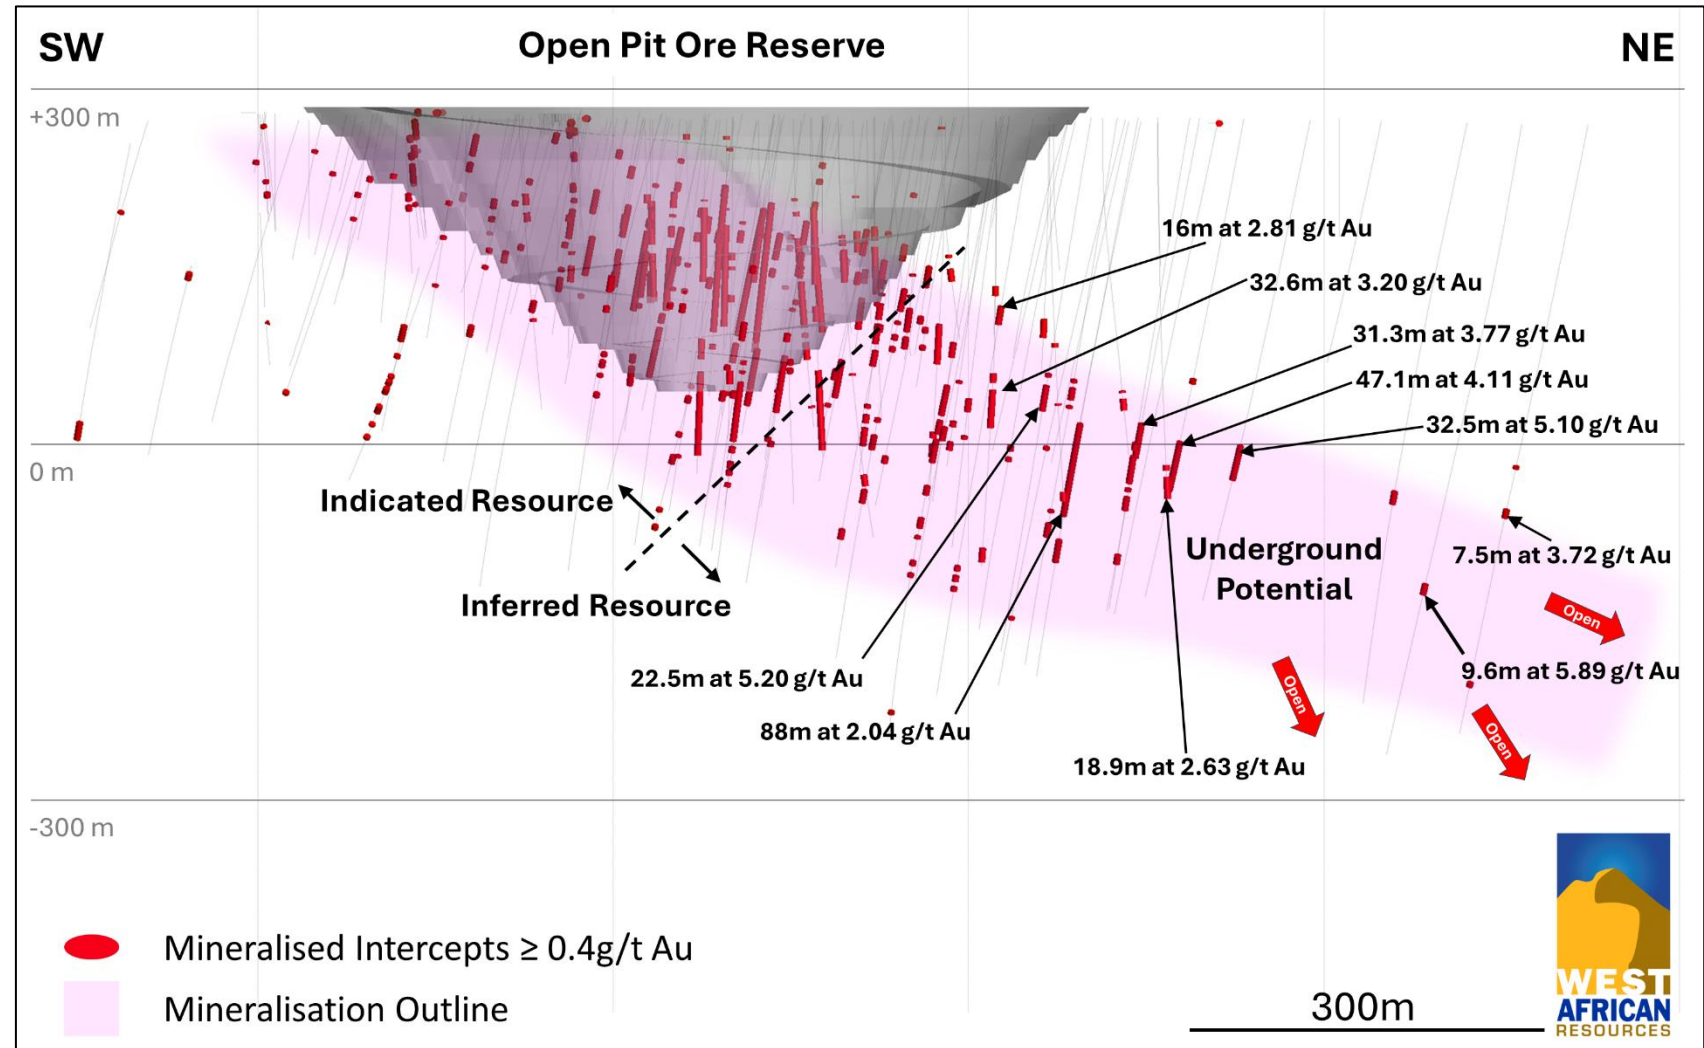 SW
Open Pit Ore Reserve
NE
+300 m
16m at 2.81 g/t Au
32.6m at 3.20 g/t Au
31.3m at 3.77 g/t Au
47.1m at 4.11 g/t Au
32.5m at 5.10 g/t Au
0 m
Indicated Resource
Underground
Potential
7.5m at 3.72 g/t Au
Inferred Resource
Open
9.6m at 5.89 g/t Au
22.5m at 5.20 g/t Au
Open
88m at 2.04 g/t Au
Open
18.9m at 2.63 g/t Au
-300 m
Mineralised Intercepts ≥ 0.4g/t Au
Mineralisation Outline
300m
WEST
AFRICAN
RESOURCES